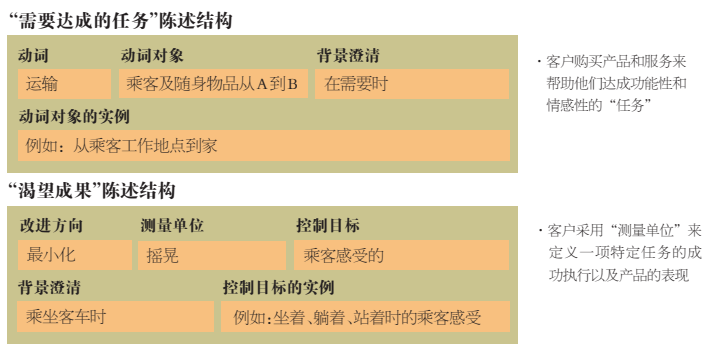 “需要达成的任务”陈述结构
动词 动词对象 背景澄清
运输 乘客及随身物品从A到B 在需要时
动词对象的实例
例如：从乘客工作地点到家
· 客户购买产品和服务来
帮助他们达成功能性和
情感性的“任务”
“渴望成果”陈述结构
改进方向 测量单位 控制目标
最小化 摇晃 乘客感受的
背景澄清 控制目标的实例
乘坐客车时 例如:坐着、躺着、站着时的乘客感受
· 客户采用“测量单位”来
定义一项特定任务的成
功执行以及产品的表现